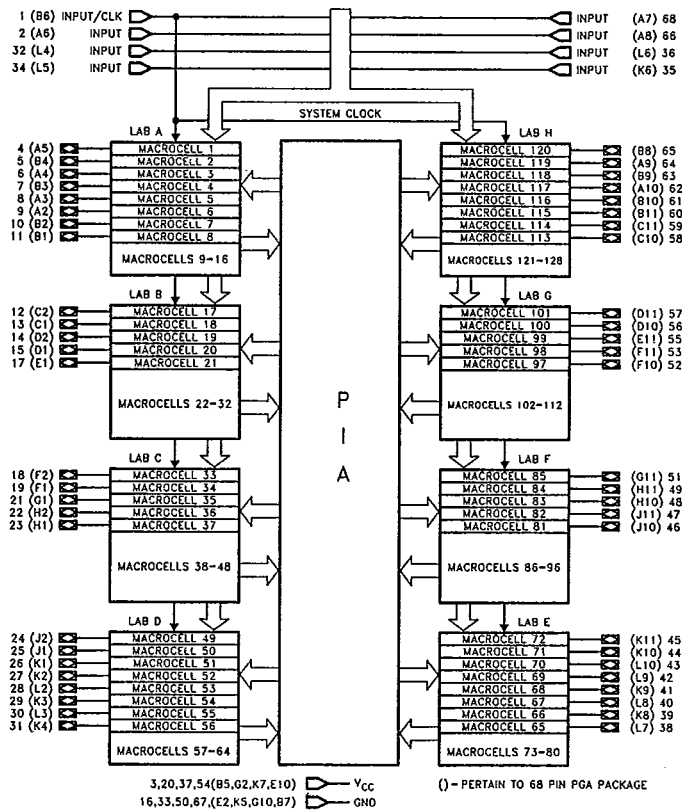 1 (B6) INPUT/CLK
2 (A6) INPUT
32 (L4) INPUT
34 (L5) INPUT
INPUT (A7) 68
INPUT (A8) 66
INPUT (L6) 36
INPUT (K6) 35
SYSTEM CLOCK
LAB A
4 (A5) MACROCELL 1
5 (B4) MACROCELL 2
6 (A4) MACROCELL 3
7 (B3) MACROCELL 4
8 (A3) MACROCELL 5
9 (A2) MACROCELL 6
10 (B2) MACROCELL 7
11 (B1) MACROCELL 8
MACROCELLS 9-16
LAB H
MACROCELL 120 (B8) 65
MACROCELL 119 (A9) 64
MACROCELL 118 (B9) 63
MACROCELL 117 (A10) 62
MACROCELL 116 (B10) 61
MACROCELL 115 (B11) 60
MACROCELL 114 (C11) 59
MACROCELL 113 (C10) 58
MACROCELLS 121-128
LAB B
12 (C2) MACROCELL 17
13 (C1) MACROCELL 18
14 (D2) MACROCELL 19
15 (D1) MACROCELL 20
17 (E1) MACROCELL 21
MACROCELLS 22-32
LAB G
MACROCELL 101 (D11) 57
MACROCELL 100 (D10) 56
MACROCELL 99 (E11) 55
MACROCELL 98 (F11) 53
MACROCELL 97 (F10) 52
MACROCELLS 102-112
P
I
A
LAB C
18 (F2) MACROCELL 33
19 (F1) MACROCELL 34
21 (G1) MACROCELL 35
22 (H2) MACROCELL 36
23 (H1) MACROCELL 37
MACROCELLS 38-48
LAB F
MACROCELL 85 (G11) 51
MACROCELL 84 (H11) 49
MACROCELL 83 (H10) 48
MACROCELL 82 (J11) 47
MACROCELL 81 (J10) 46
MACROCELLS 86-96
LAB D
24 (J2) MACROCELL 49
25 (J1) MACROCELL 50
26 (K1) MACROCELL 51
27 (K2) MACROCELL 52
28 (L2) MACROCELL 53
29 (K3) MACROCELL 54
30 (L3) MACROCELL 55
31 (K4) MACROCELL 56
MACROCELLS 57-64
LAB E
MACROCELL 72 (K11) 45
MACROCELL 71 (K10) 44
MACROCELL 70 (L10) 43
MACROCELL 69 (L9) 42
MACROCELL 68 (K9) 41
MACROCELL 67 (L8) 40
MACROCELL 66 (K8) 39
MACROCELL 65 (L7) 38
MACROCELLS 73-80
3,20,37,54(B5,G2,K7,E10) VCC
16,33,50,67,(E2,K5,G10,B7) GND
()- PERTAIN TO 68 PIN PGA PACKAGE